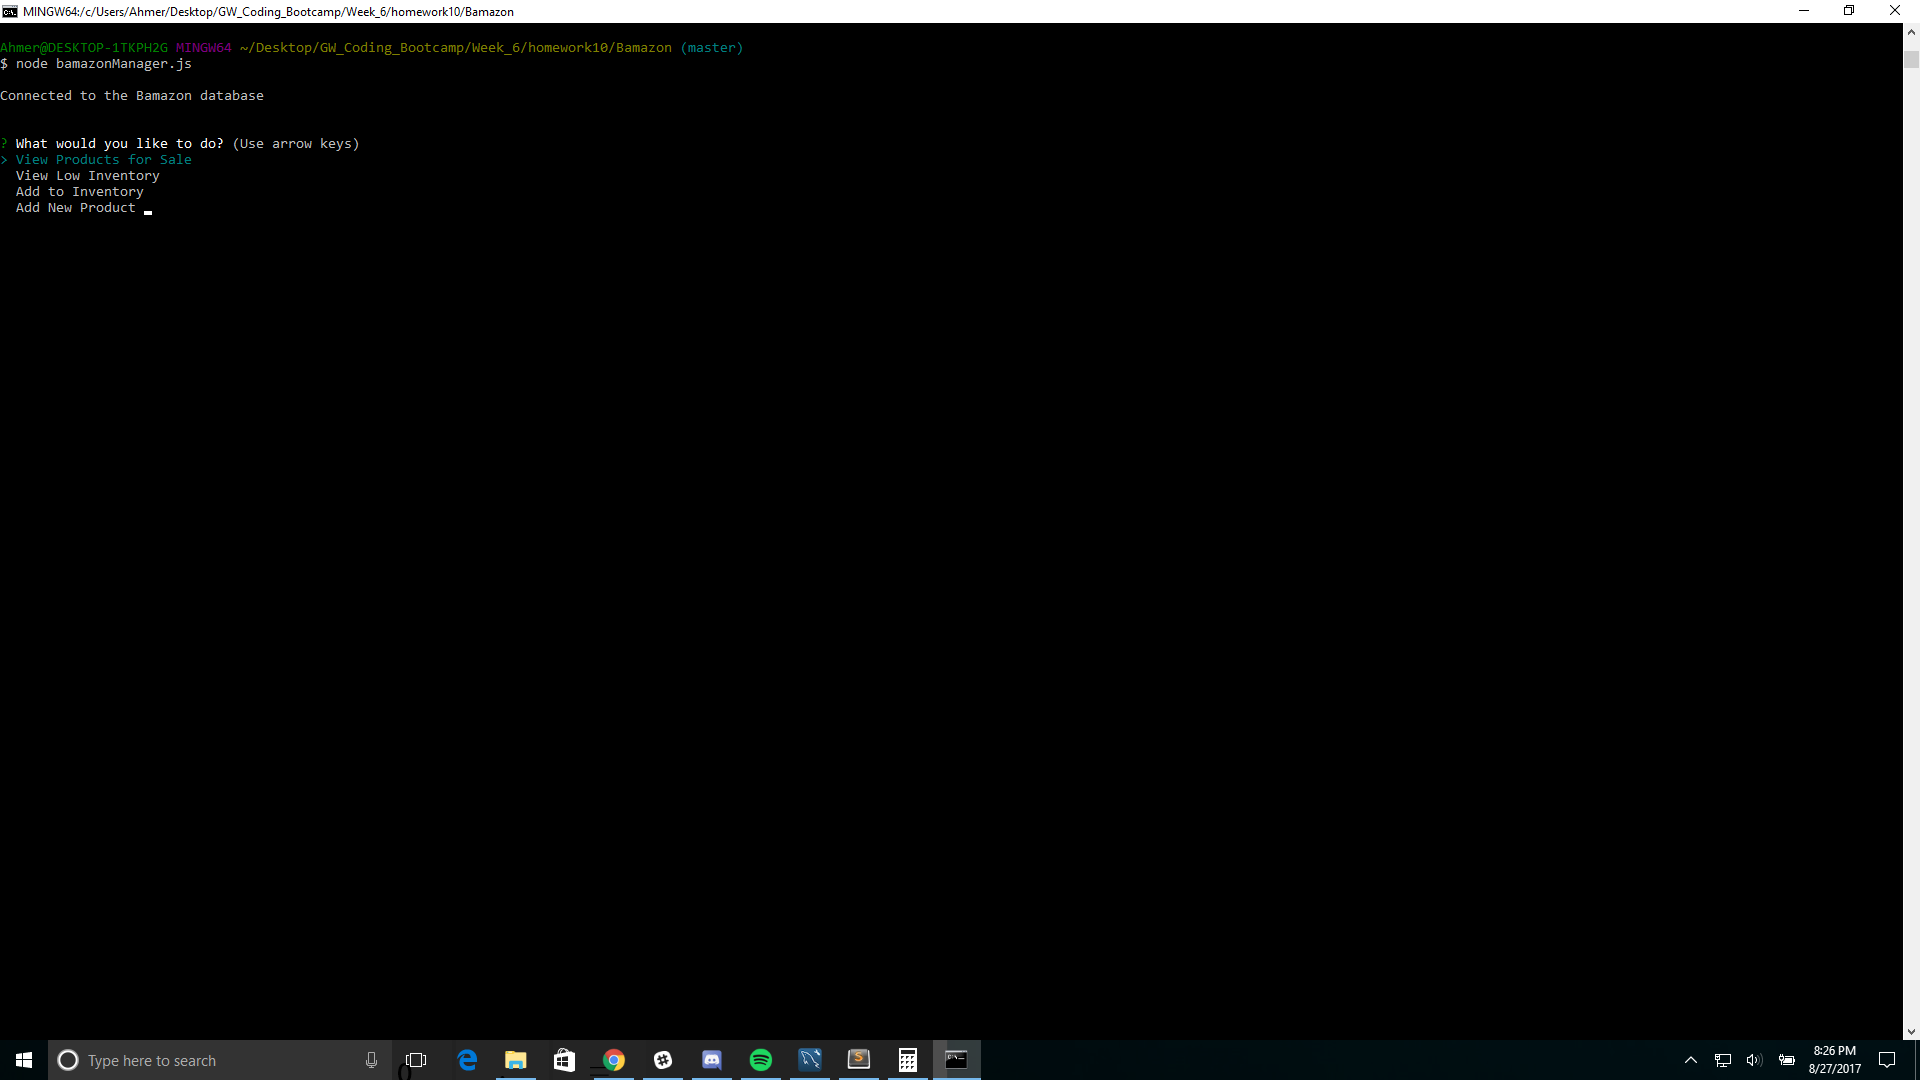 MINGW64:/c/Users/Ahmer/Desktop/GW_Coding_Bootcamp/Week_6/homework10/Bamazon
Ahmer@DESKTOP-1TKPH2G MINGW64 ~/Desktop/GW_Coding_Bootcamp/Week_6/homework10/Bamazon (master)
$ node bamazonManager.js
Connected to the Bamazon database
? What would you like to do? (Use arrow keys)
> View Products for Sale
View Low Inventory
Add to Inventory
Add New Product
Type here to search
8:26 PM
8/27/2017